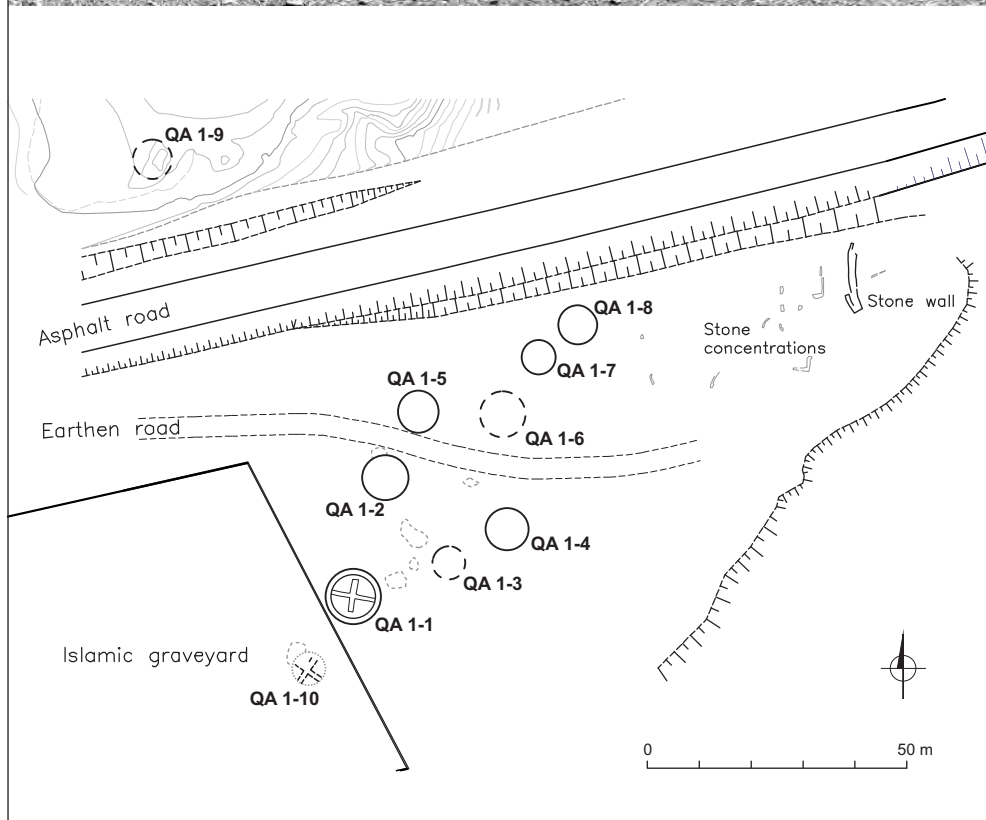 QA 1-9
Asphalt road
QA 1-8
Stone wall
Stone
concentrations
QA 1-7
QA 1-5
Earthen road
QA 1-6
QA 1-2
QA 1-4
QA 1-3
QA 1-1
Islamic graveyard
QA 1-10
0 50 m